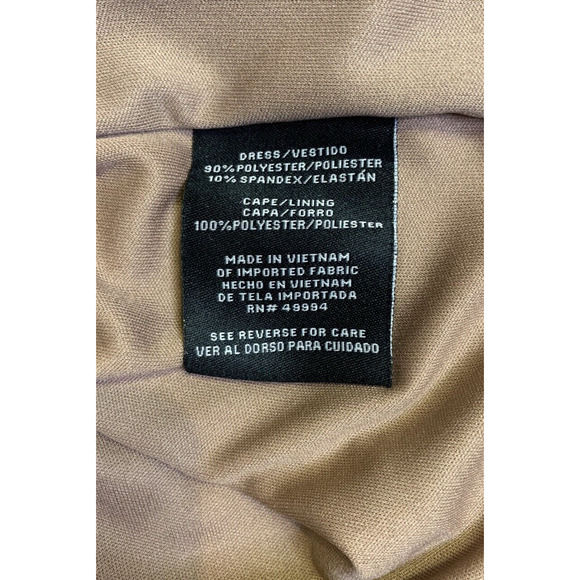 DRESS/VESTIDO
90%POLYESTER/POLIESTER
10% SPANDEX/ELASTÁN
CAPE/LINING
CAPA/FORRO
100%POLYESTER/POLIESTER
MADE IN VIETNAM
OF IMPORTED FABRIC
HECHO EN VIETNAM
DE TELA IMPORTADA
RN# 49994
SEE REVERSE FOR CARE
VER AL DORSO PARA CUIDADO